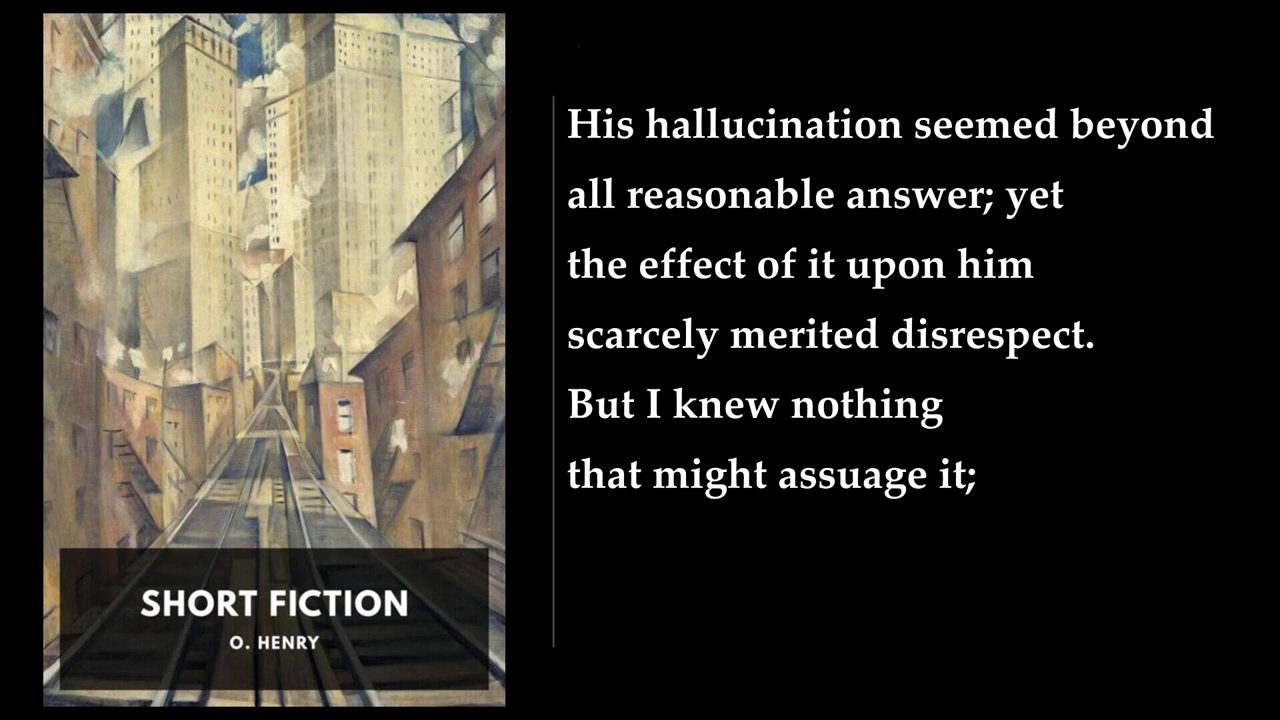 His hallucination seemed beyond
all reasonable answer; yet
the effect of it upon him
scarcely merited disrespect.
But I knew nothing
that might assuage it;
SHORT FICTION
O. HENRY